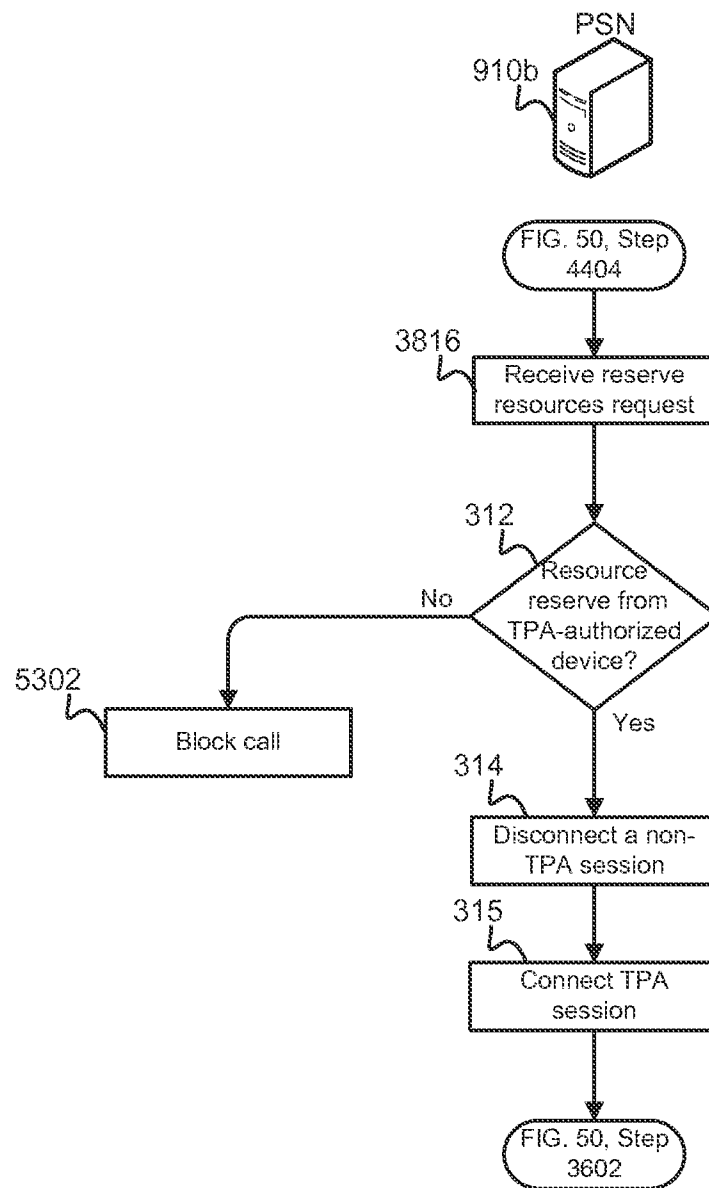 PSN
910b
FIG. 50, Step
4404
3816
Receive reserve
resources request
312
Resource
reserve from
TPA-authorized
device?
No
Yes
5302
Block call
314
Disconnect a non-
TPA session
315
Connect TPA
session
FIG. 50, Step
3602